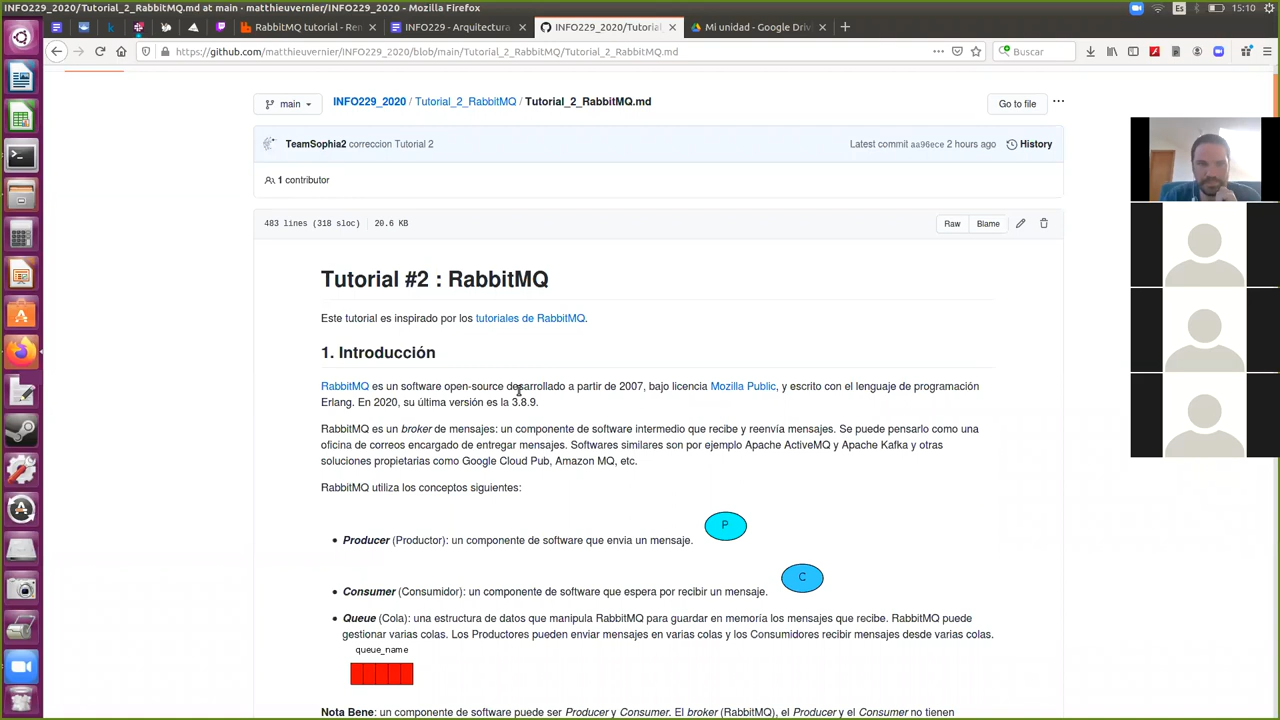 INFO229_2020/Tutorial_2_RabbitMQ.md at main · matthieuvernier/INFO229_2020 - Mozilla Firefox
Es
15:10
RabbitMQ tutorial - Ren
INFO229 - Arquitectura
INFO229_2020/Tutorial
Mi unidad - Google Driv
https://github.com/matthieuvernier/INFO229_2020/blob/main/Tutorial_2_RabbitMQ/Tutorial_2_RabbitMQ.md
Buscar
main
INFO229_2020 / Tutorial_2_RabbitMQ / Tutorial_2_RabbitMQ.md
Go to file
TeamSophia2 correccion Tutorial 2
Latest commit aa96ece 2 hours ago
History
1 contributor
483 lines (318 sloc) 20.6 KB
Raw
Blame
Tutorial #2 : RabbitMQ
Este tutorial es inspirado por los tutoriales de RabbitMQ.
1. Introducción
RabbitMQ es un software open-source desarrollado a partir de 2007, bajo licencia Mozilla Public, y escrito con el lenguaje de programación
Erlang. En 2020, su última versión es la 3.8.9.
RabbitMQ es un broker de mensajes: un componente de software intermedio que recibe y reenvía mensajes. Se puede pensarlo como una
oficina de correos encargado de entregar mensajes. Softwares similares son por ejemplo Apache ActiveMQ y Apache Kafka y otras
soluciones propietarias como Google Cloud Pub, Amazon MQ, etc.
RabbitMQ utiliza los conceptos siguientes:
P
Producer (Productor): un componente de software que envia un mensaje.
C
Consumer (Consumidor): un componente de software que espera por recibir un mensaje.
Queue (Cola): una estructura de datos que manipula RabbitMQ para guardar en memoría los mensajes que recibe. RabbitMQ puede
gestionar varias colas. Los Productores pueden enviar mensajes en varias colas y los Consumidores recibir mensajes desde varias colas.
queue_name
Nota Bene: un componente de software puede ser Producer y Consumer. El broker (RabbitMQ), el Producer y el Consumer no tienen